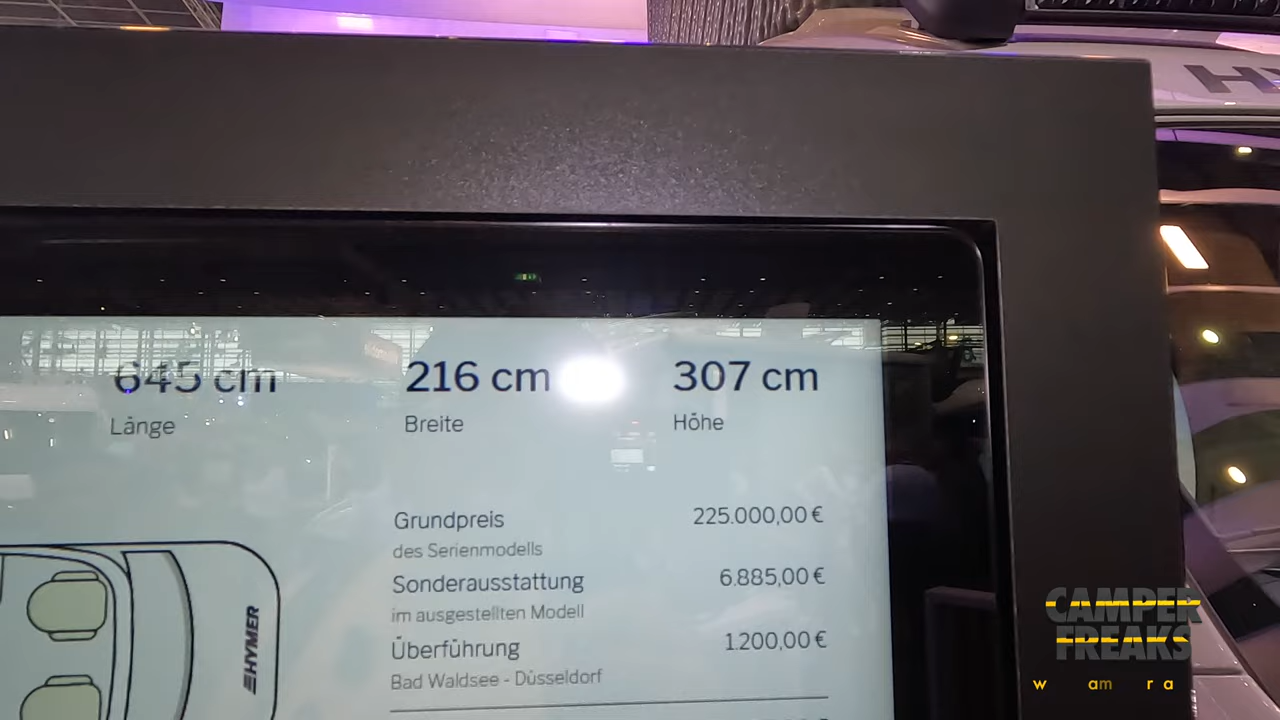 645 cm 216 cm 307 cm
Länge Breite Höhe
Grundpreis 225.000,00 €
des Serienmodells
Sonderausstattung 6.885,00 €
im ausgestellten Modell
Überführung 1.200,00 €
Bad Waldsee - Düsseldorf
HYMER
CAMPER
FREAKS